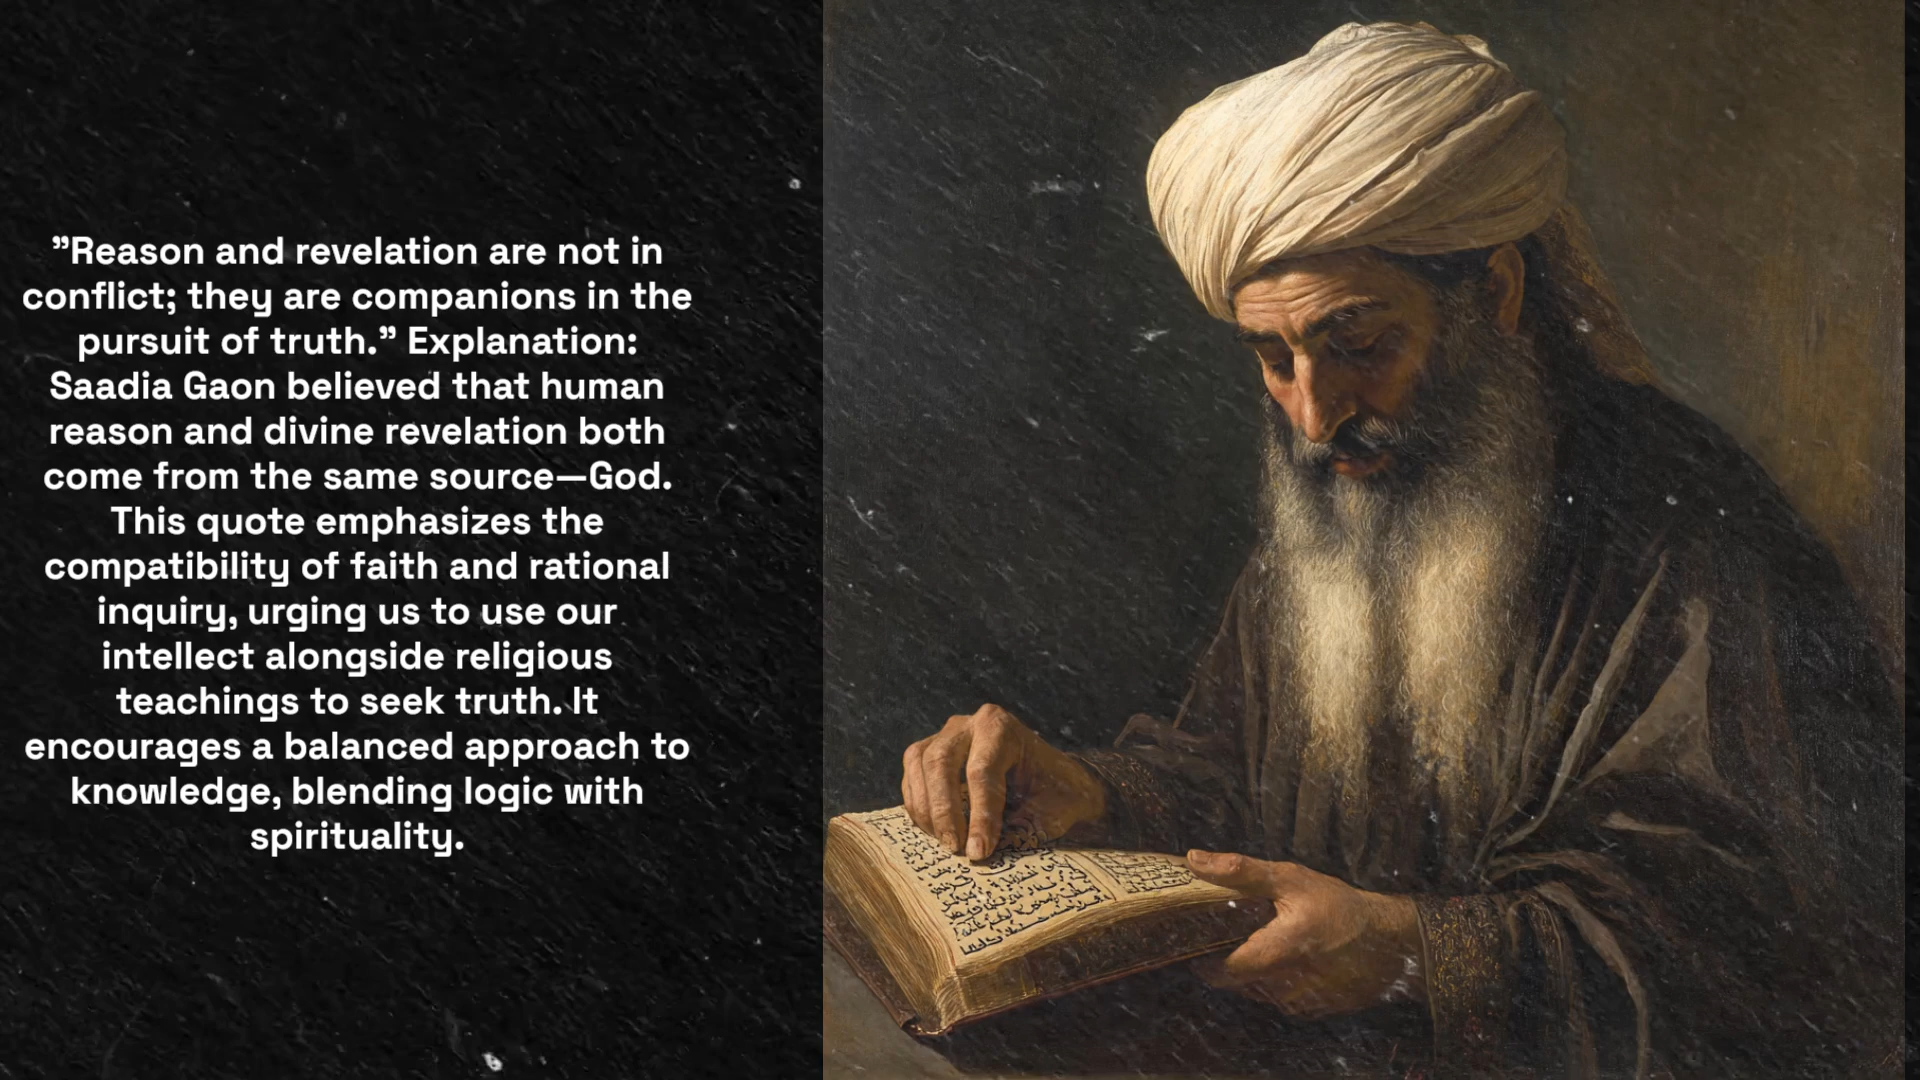 ”Reason and revelation are not in
conflict; they are companions in the
pursuit of truth.” Explanation:
Saadia Gaon believed that human
reason and divine revelation both
come from the same source—God.
This quote emphasizes the
compatibility of faith and rational
inquiry, urging us to use our
intellect alongside religious
teachings to seek truth. It
encourages a balanced approach to
knowledge, blending logic with
spirituality.